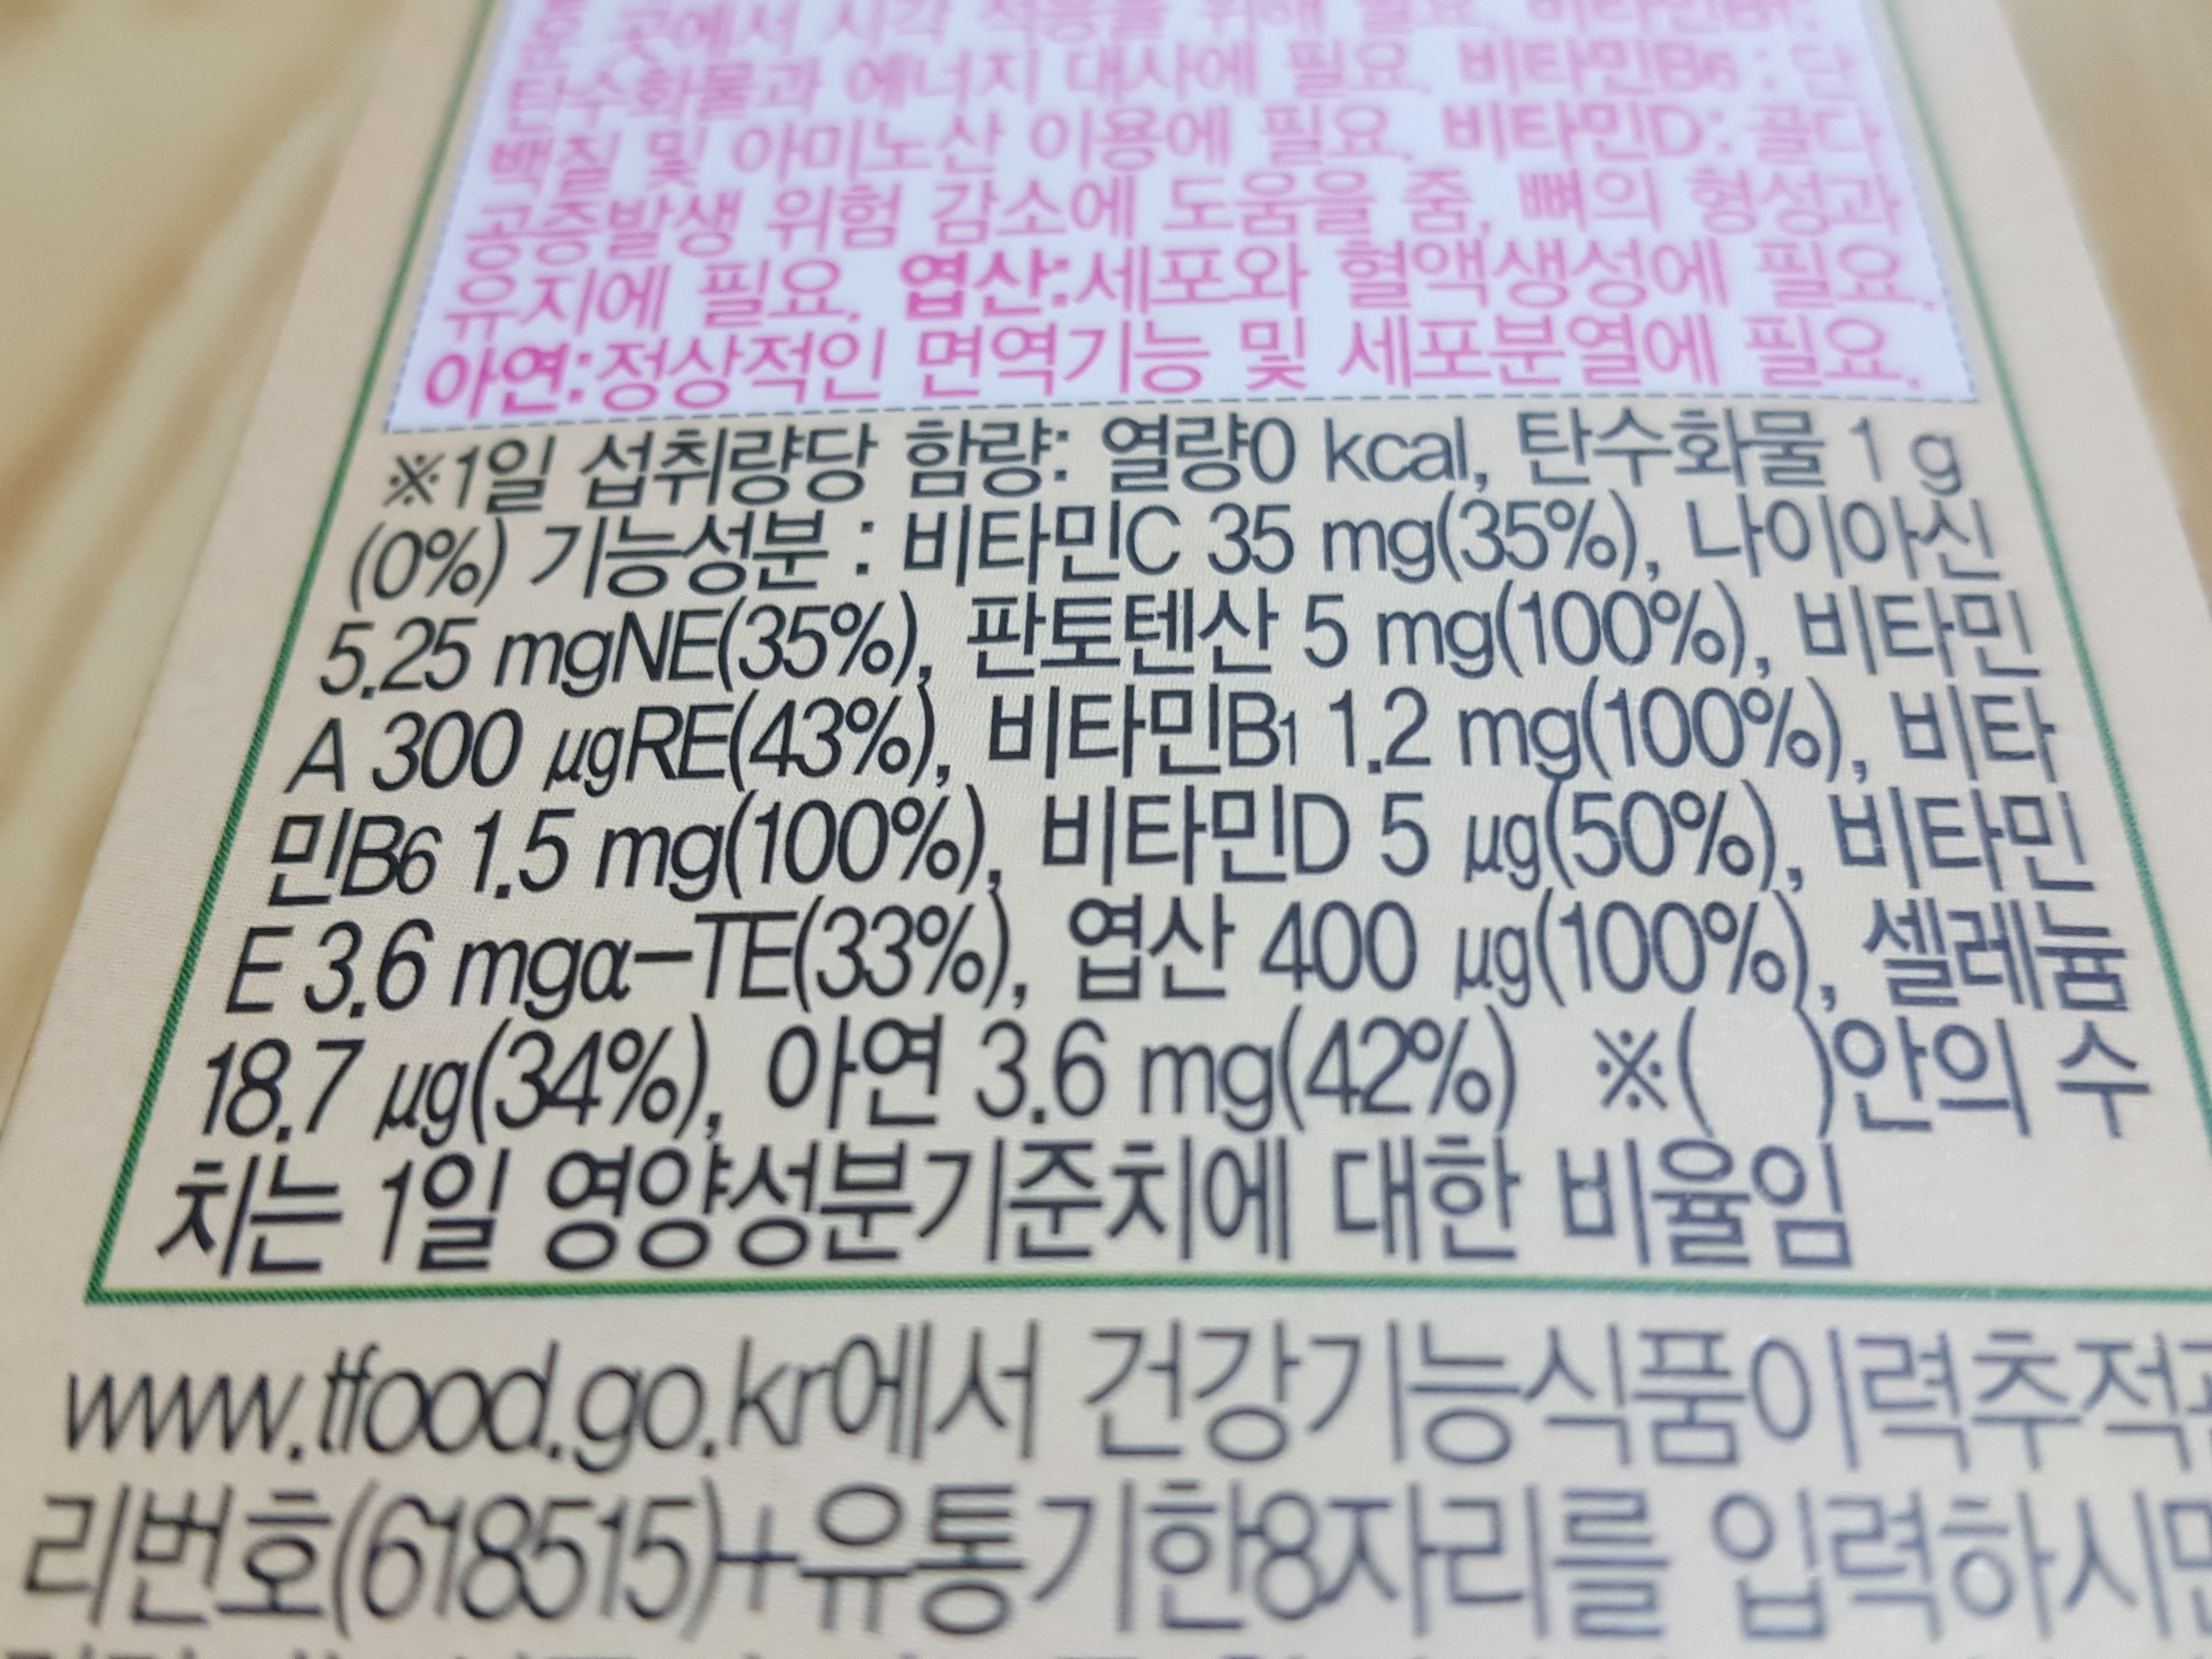 탄수화물과 에너지 대사에 필요. 비타민B6 : 단
백질 및 아미노산 이용에 필요. 비타민D: 골다
공증발생 위험 감소에 도움을 줌, 뼈의 형성과
유지에 필요. 엽산:세포와 혈액생성에 필요.
아연:정상적인 면역기능 및 세포분열에 필요.
※1일 섭취량당 함량: 열량0 kcal, 탄수화물 1 g
(0%) 기능성분 : 비타민C 35 mg(35%), 나이아신
5.25 mgNE(35%), 판토텐산 5 mg(100%), 비타민
A 300 μgRE(43%), 비타민B1 1.2 mg(100%), 비타
민B6 1.5 mg(100%), 비타민D 5 μg(50%), 비타민
E 3.6 mgα-TE(33%), 엽산 400 μg(100%), 셀레늄
18.7 μg(34%), 아연 3.6 mg(42%) ※( )안의 수
치는 1일 영양성분기준치에 대한 비율임
www.tfood.go.kr에서 건강기능식품이력추적관
리번호(618515)+유통기한8자리를 입력하시면